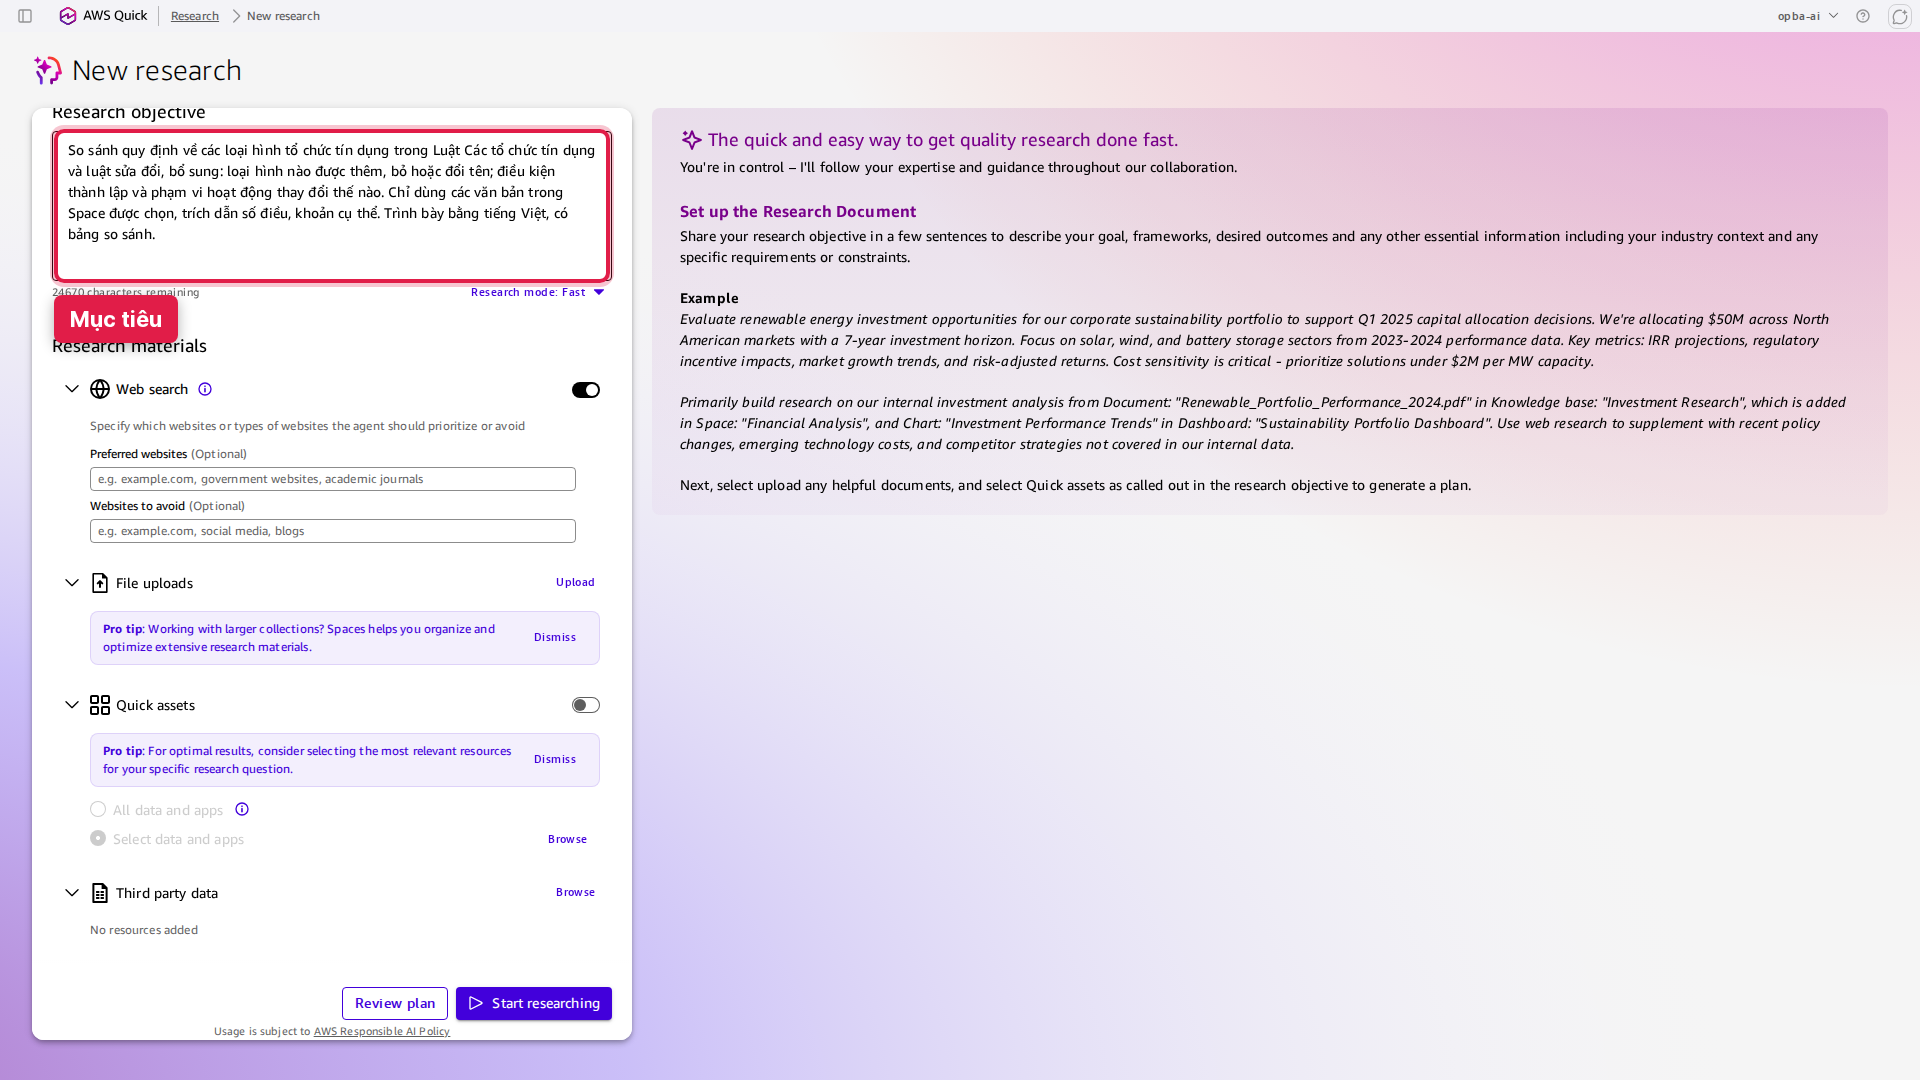 AWS Quick
Research
New research
opba-ai
New research
Research objective
So sánh quy định về các loại hình tổ chức tín dụng trong Luật Các tổ chức tín dụng
và luật sửa đổi, bổ sung: loại hình nào được thêm, bỏ hoặc đổi tên; điều kiện
thành lập và phạm vi hoạt động thay đổi thế nào. Chỉ dùng các văn bản trong
Space được chọn, trích dẫn số điều, khoản cụ thể. Trình bày bằng tiếng Việt, có
bảng so sánh.
24670 characters remaining
Research mode: Fast
Mục tiêu
Research materials
Web search
Specify which websites or types of websites the agent should prioritize or avoid
Preferred websites (Optional)
e.g. example.com, government websites, academic journals
Websites to avoid (Optional)
e.g. example.com, social media, blogs
File uploads
Upload
Pro tip: Working with larger collections? Spaces helps you organize and
optimize extensive research materials.
Dismiss
Quick assets
Pro tip: For optimal results, consider selecting the most relevant resources
for your specific research question.
Dismiss
All data and apps
Select data and apps
Browse
Third party data
Browse
No resources added
Review plan
Start researching
Usage is subject to AWS Responsible AI Policy
The quick and easy way to get quality research done fast.
You're in control – I'll follow your expertise and guidance throughout our collaboration.
Set up the Research Document
Share your research objective in a few sentences to describe your goal, frameworks, desired outcomes and any other essential information including your industry context and any
specific requirements or constraints.
Example
Evaluate renewable energy investment opportunities for our corporate sustainability portfolio to support Q1 2025 capital allocation decisions. We're allocating $50M across North
American markets with a 7-year investment horizon. Focus on solar, wind, and battery storage sectors from 2023-2024 performance data. Key metrics: IRR projections, regulatory
incentive impacts, market growth trends, and risk-adjusted returns. Cost sensitivity is critical - prioritize solutions under $2M per MW capacity.
Primarily build research on our internal investment analysis from Document: "Renewable_Portfolio_Performance_2024.pdf" in Knowledge base: "Investment Research", which is added
in Space: "Financial Analysis", and Chart: "Investment Performance Trends" in Dashboard: "Sustainability Portfolio Dashboard". Use web research to supplement with recent policy
changes, emerging technology costs, and competitor strategies not covered in our internal data.
Next, select upload any helpful documents, and select Quick assets as called out in the research objective to generate a plan.